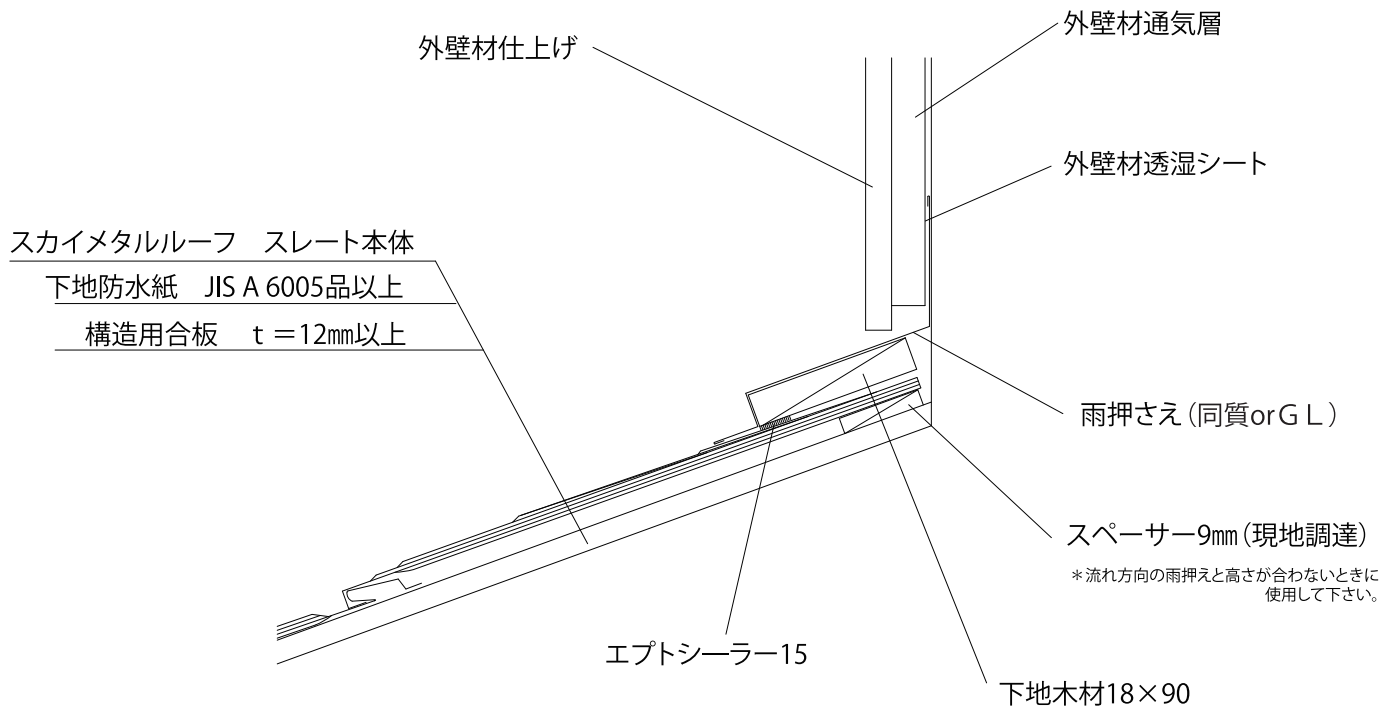 外壁材通気層
外壁材仕上げ
外壁材透湿シート
スカイメタルルーフ　スレート本体
下地防水紙　JIS A 6005品以上
構造用合板　ｔ＝12㎜以上
雨押さえ（同質orＧＬ）
スペーサー9㎜（現地調達）
＊流れ方向の雨押えと高さが合わないときに
使用して下さい。
エプトシーラー15
下地木材18×90